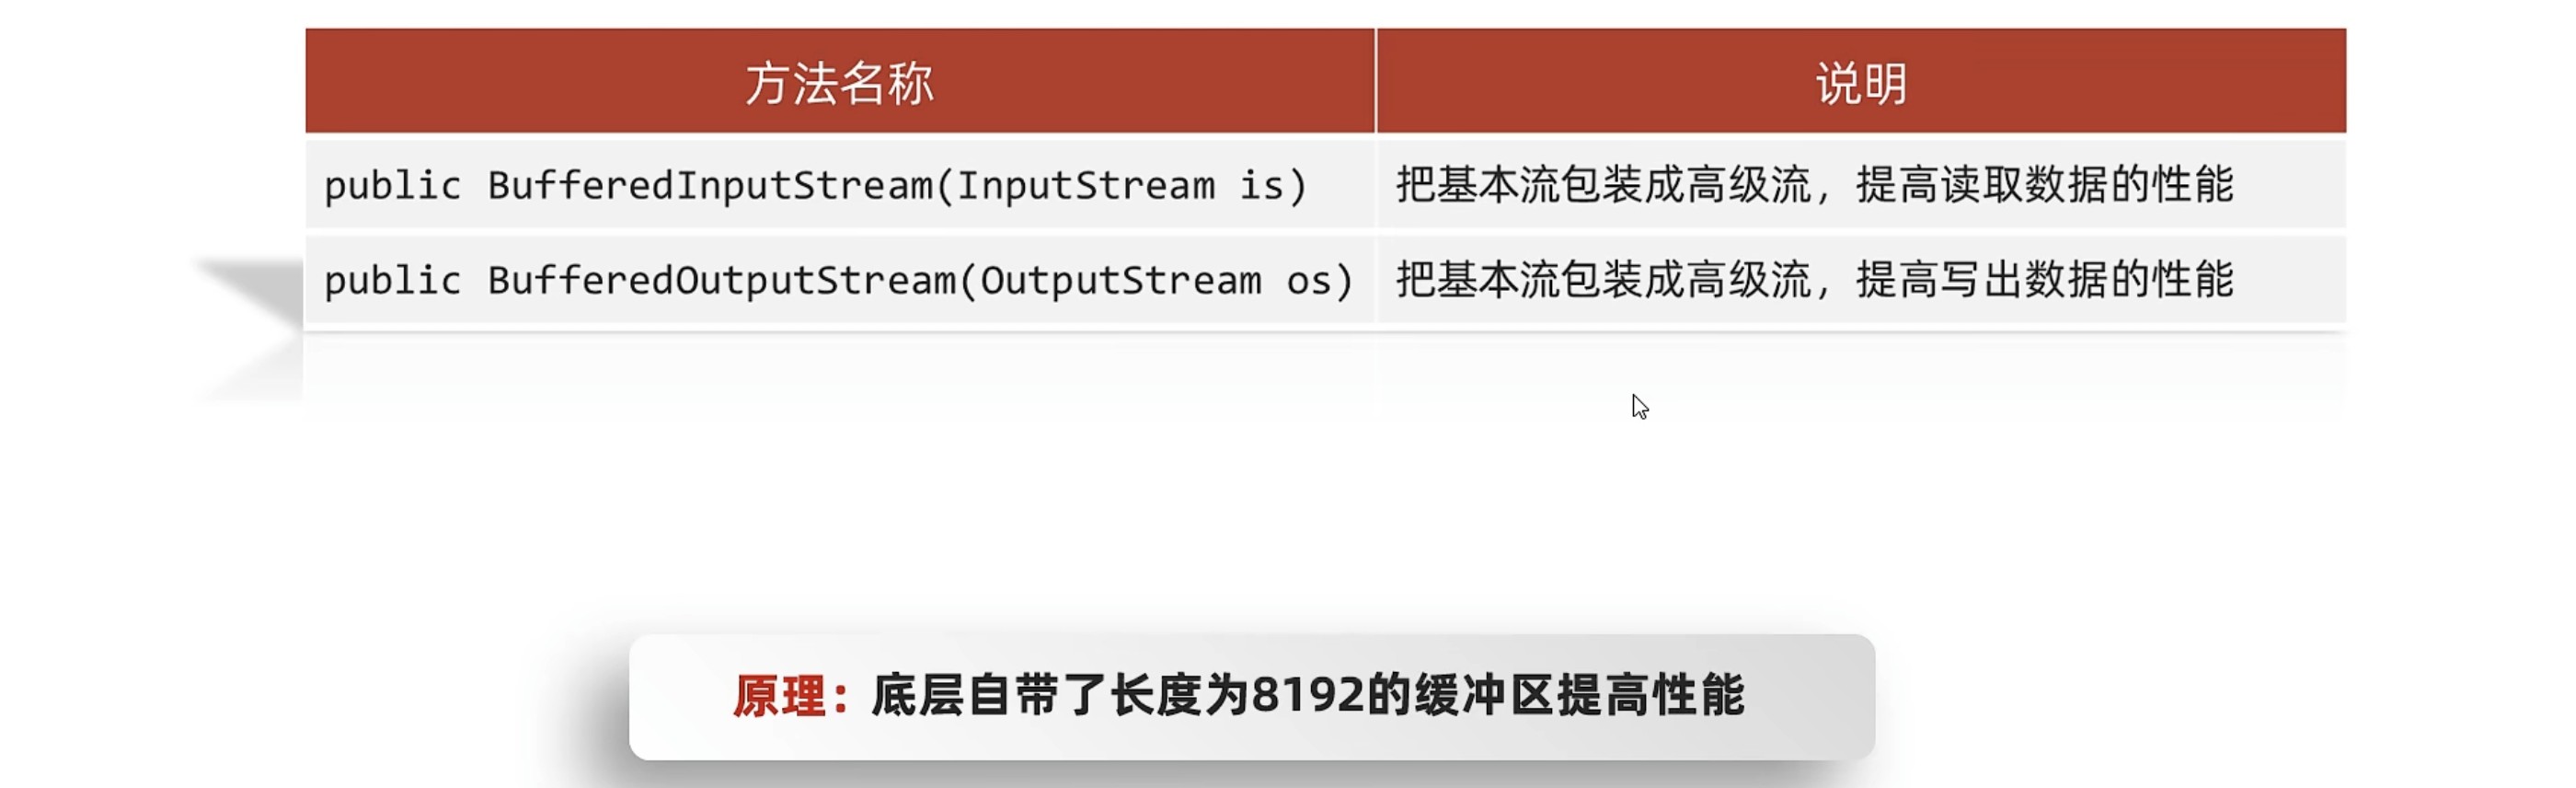 方法名称 说明
public BufferedInputStream(InputStream is) 把基本流包装成高级流，提高读取数据的性能
public BufferedOutputStream(OutputStream os) 把基本流包装成高级流，提高写出数据的性能
原理：底层自带了长度为8192的缓冲区提高性能